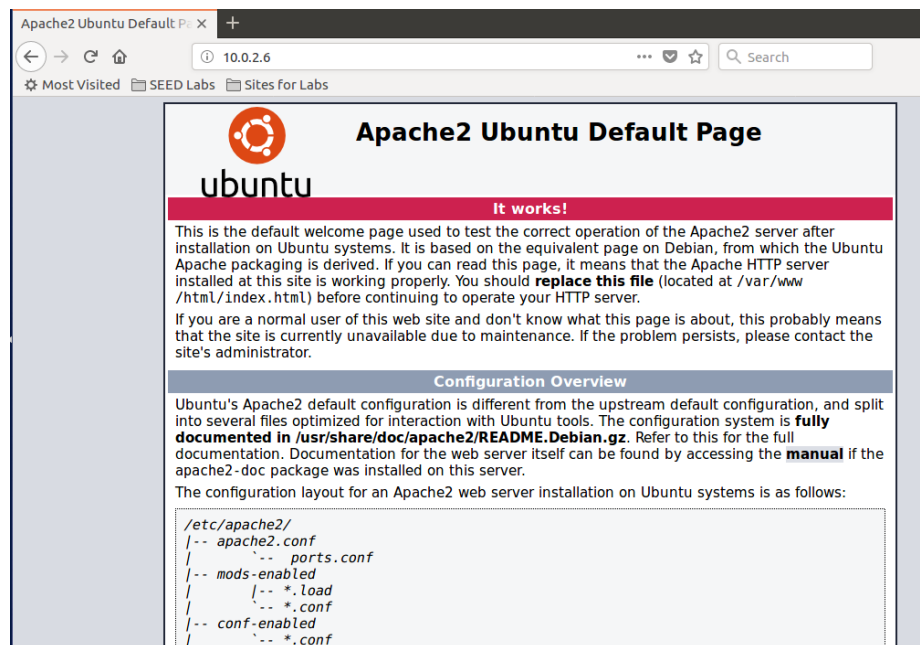 Apache2 Ubuntu Default Pa
10.0.2.6
Search
Most Visited SEED Labs Sites for Labs
ubuntu
Apache2 Ubuntu Default Page
It works!
This is the default welcome page used to test the correct operation of the Apache2 server after
installation on Ubuntu systems. It is based on the equivalent page on Debian, from which the Ubuntu
Apache packaging is derived. If you can read this page, it means that the Apache HTTP server
installed at this site is working properly. You should replace this file (located at /var/www
/html/index.html) before continuing to operate your HTTP server.
If you are a normal user of this web site and don't know what this page is about, this probably means
that the site is currently unavailable due to maintenance. If the problem persists, please contact the
site's administrator.
Configuration Overview
Ubuntu's Apache2 default configuration is different from the upstream default configuration, and split
into several files optimized for interaction with Ubuntu tools. The configuration system is fully
documented in /usr/share/doc/apache2/README.Debian.gz. Refer to this for the full
documentation. Documentation for the web server itself can be found by accessing the manual if the
apache2-doc package was installed on this server.
The configuration layout for an Apache2 web server installation on Ubuntu systems is as follows:
/etc/apache2/
|-- apache2.conf
|       `--  ports.conf
|-- mods-enabled
|       |-- *.load
|       `-- *.conf
|-- conf-enabled
|       `-- *.conf